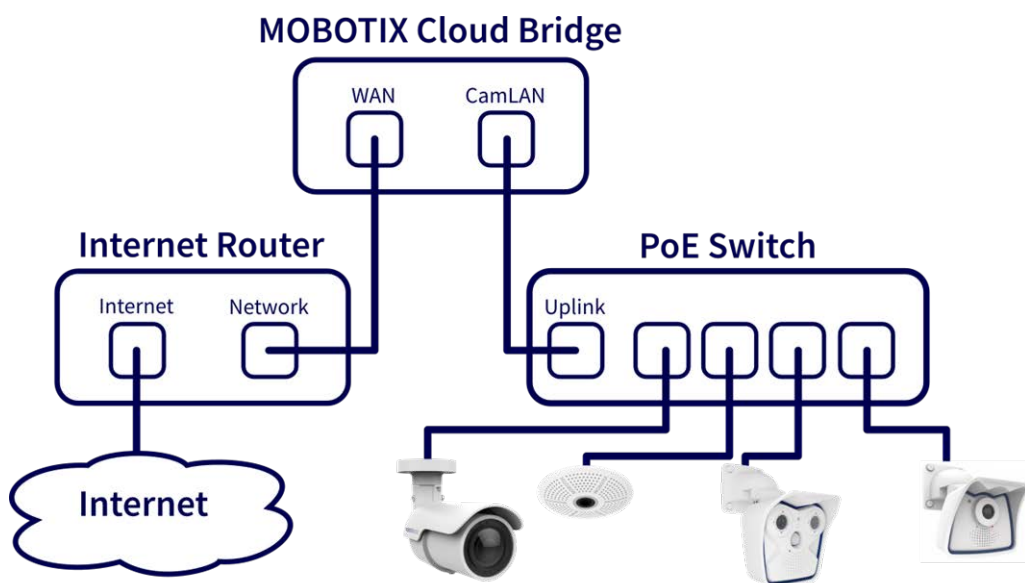 MOBOTIX Cloud Bridge
WAN
CamLAN
Internet Router
Internet
Network
PoE Switch
Uplink
Internet